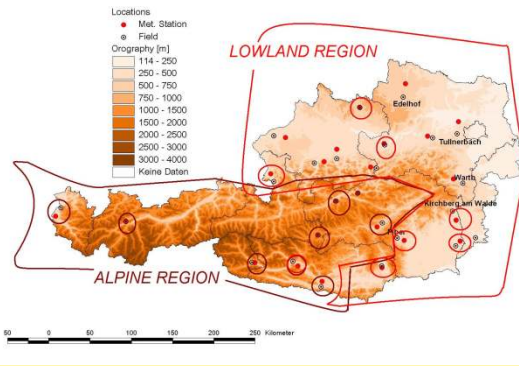 Locations
Met. Station
Field
Orography [m]
114 - 250
250 - 500
500 - 750
750 - 1000
1000 - 1500
1500 - 2000
2000 - 2500
2500 - 3000
3000 - 4000
Keine Daten
LOWLAND REGION
Edelhof
Tullnerbach
Warth
Kirchberg am Walde
ALPINE REGION
50 0 50 100 150 200 250 Kilometer